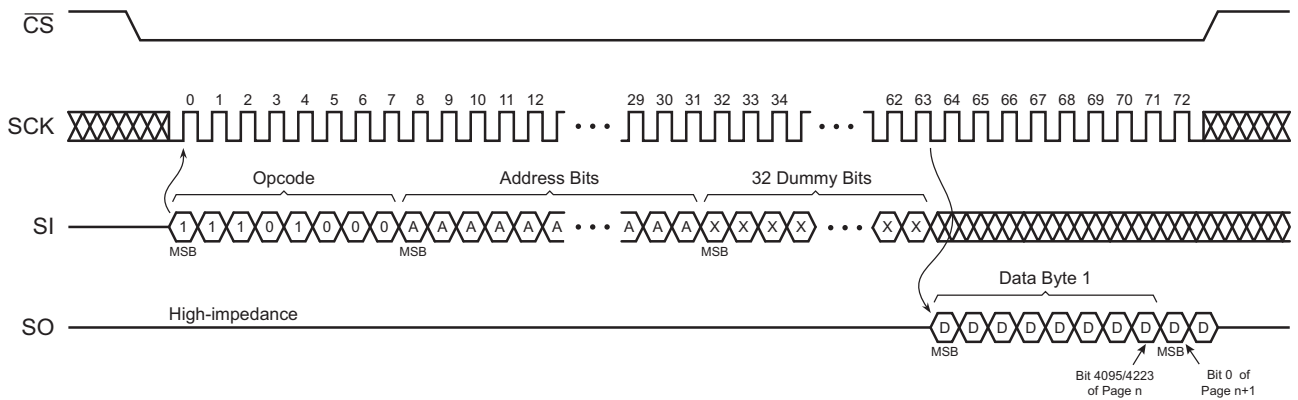 CS
0 1 2 3 4 5 6 7 8 9 10 11 12 29 30 31 32 33 34 62 63 64 65 66 67 68 69 70 71 72
SCK
Opcode Address Bits 32 Dummy Bits
SI 1 1 1 0 1 0 0 0 A A A A A A A A A X X X X X X
MSB MSB MSB
Data Byte 1
High-impedance
SO D D D D D D D D D D
MSB MSB
Bit 4095/4223
of Page n
Bit 0 of
Page n+1